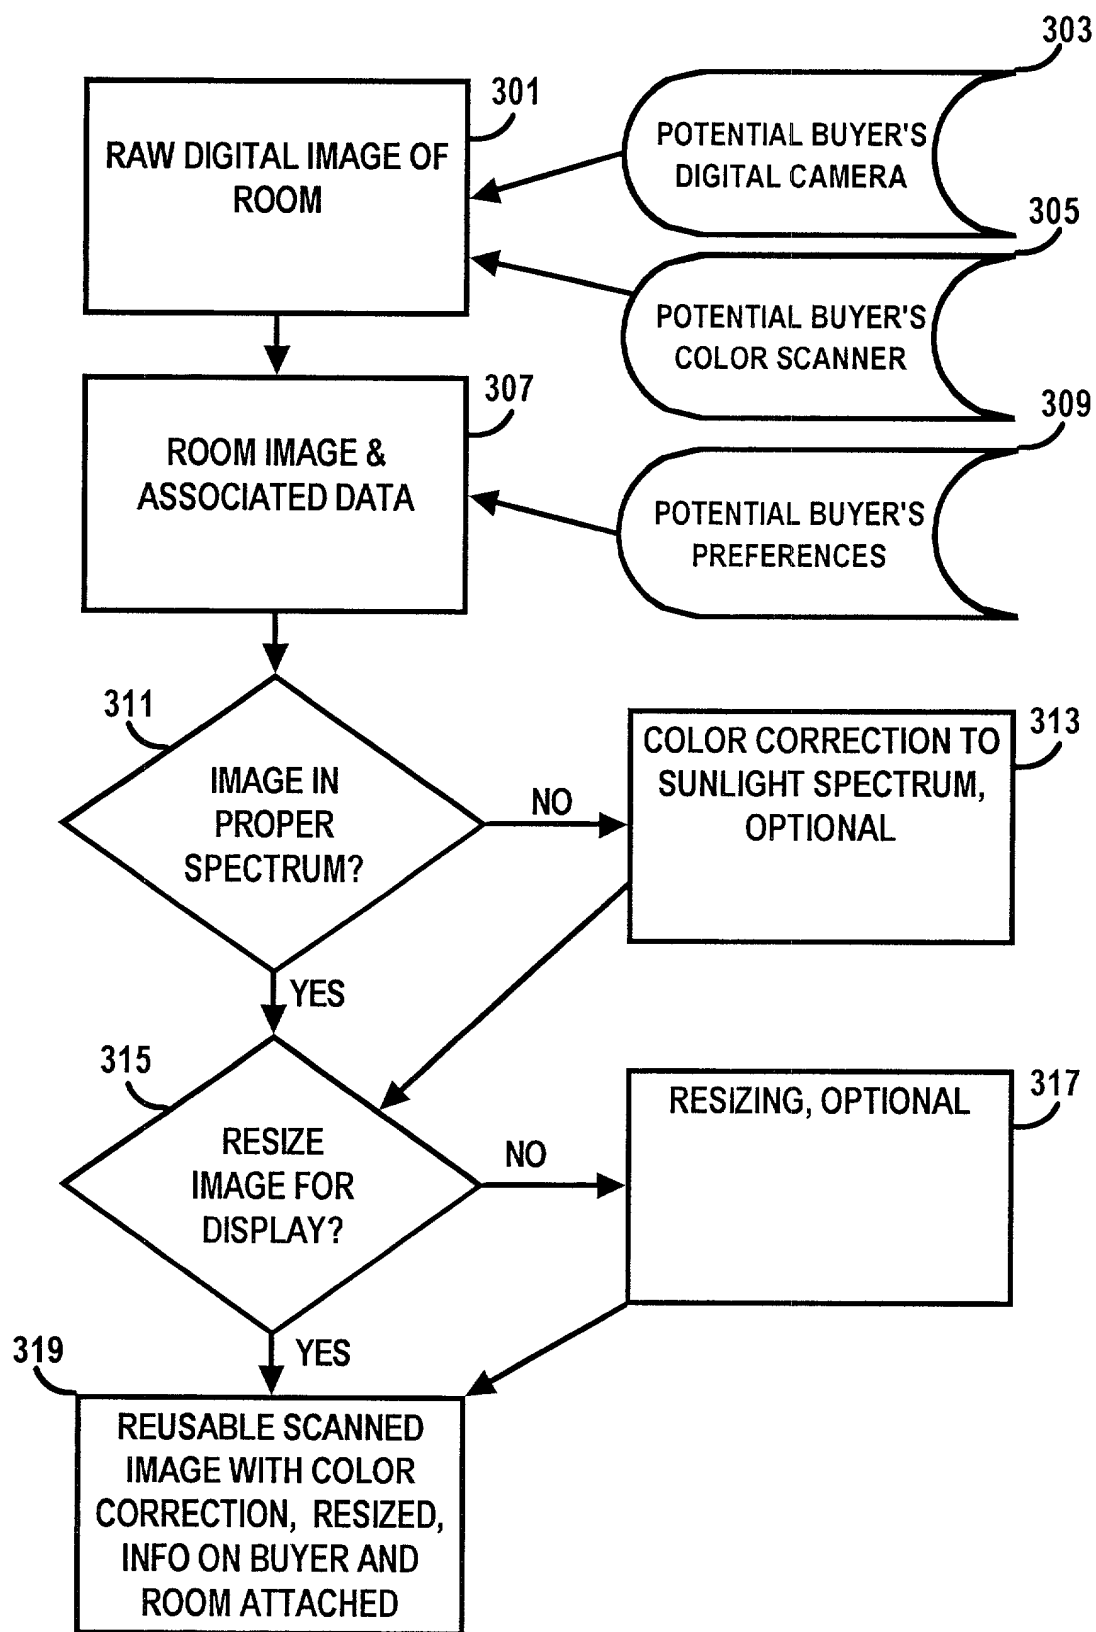 303
301
RAW DIGITAL IMAGE OF
ROOM
POTENTIAL BUYER'S
DIGITAL CAMERA
305
POTENTIAL BUYER'S
COLOR SCANNER
307
309
ROOM IMAGE &
ASSOCIATED DATA
POTENTIAL BUYER'S
PREFERENCES
311
IMAGE IN
PROPER
SPECTRUM?
NO
313
COLOR CORRECTION TO
SUNLIGHT SPECTRUM,
OPTIONAL
YES
315
RESIZE
IMAGE FOR
DISPLAY?
NO
317
RESIZING, OPTIONAL
YES
319
REUSABLE SCANNED
IMAGE WITH COLOR
CORRECTION, RESIZED,
INFO ON BUYER AND
ROOM ATTACHED